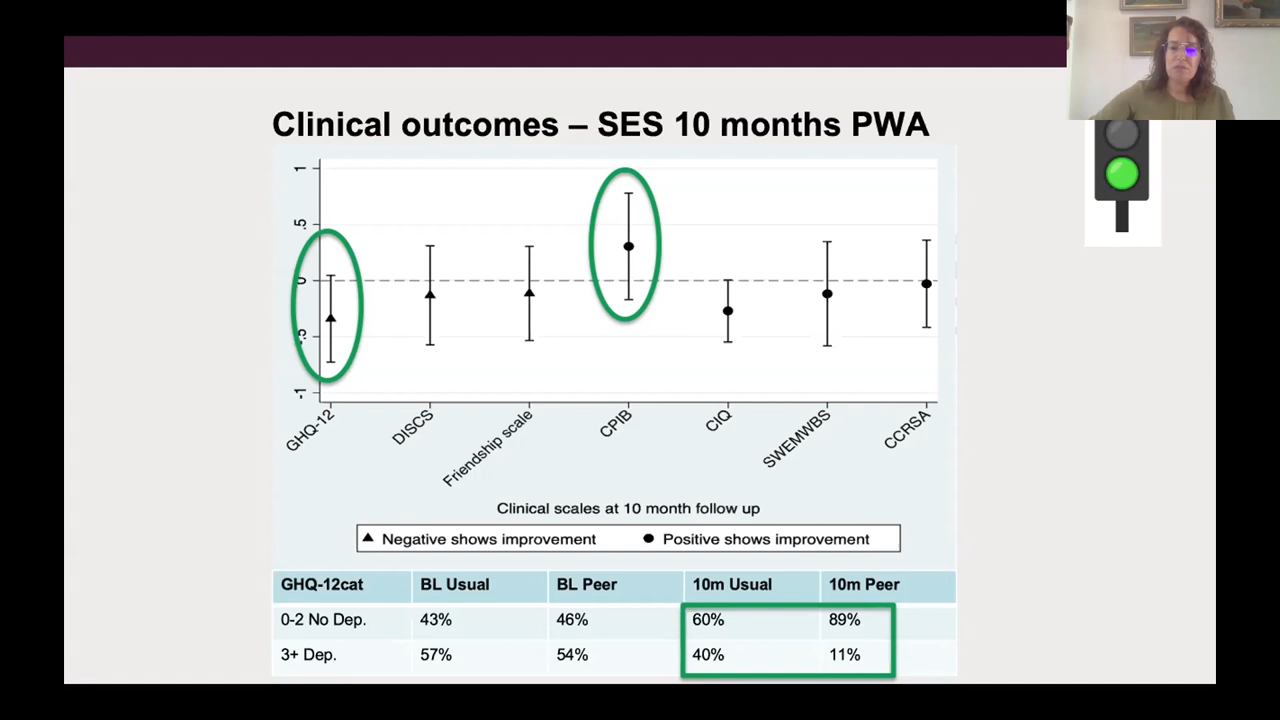 Clinical outcomes – SES 10 months PWA
1
.5
0
-.5
-1
GHQ-12
DISCS
Friendship scale
CPIB
CIQ
SWEMWBS
CCRSA
Clinical scales at 10 month follow up
Negative shows improvement Positive shows improvement
GHQ-12cat BL Usual BL Peer 10m Usual 10m Peer
0-2 No Dep. 43% 46% 60% 89%
3+ Dep. 57% 54% 40% 11%